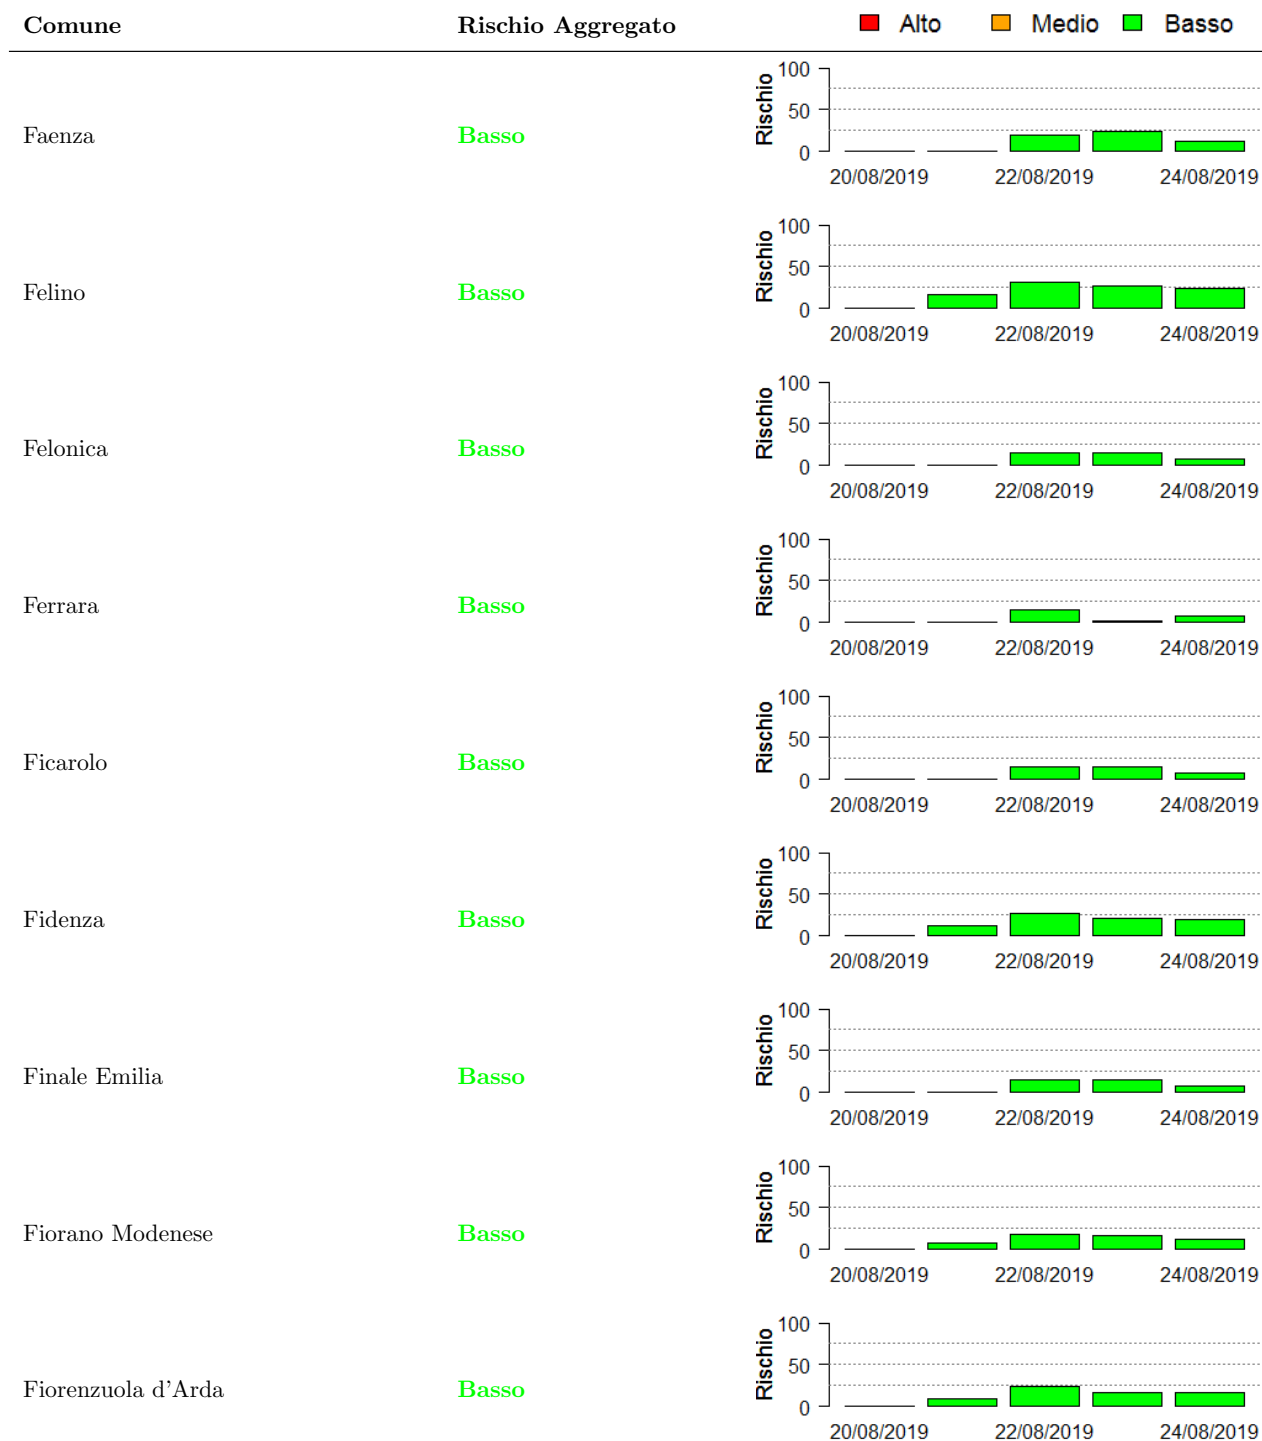 Comune Rischio Aggregato Alto Medio Basso
Faenza Basso
Rischio
100
50
0
20/08/2019 22/08/2019 24/08/2019
Felino Basso
Rischio
100
50
0
20/08/2019 22/08/2019 24/08/2019
Felonica Basso
Rischio
100
50
0
20/08/2019 22/08/2019 24/08/2019
Ferrara Basso
Rischio
100
50
0
20/08/2019 22/08/2019 24/08/2019
Ficarolo Basso
Rischio
100
50
0
20/08/2019 22/08/2019 24/08/2019
Fidenza Basso
Rischio
100
50
0
20/08/2019 22/08/2019 24/08/2019
Finale Emilia Basso
Rischio
100
50
0
20/08/2019 22/08/2019 24/08/2019
Fiorano Modenese Basso
Rischio
100
50
0
20/08/2019 22/08/2019 24/08/2019
Fiorenzuola d'Arda Basso
Rischio
100
50
0
20/08/2019 22/08/2019 24/08/2019